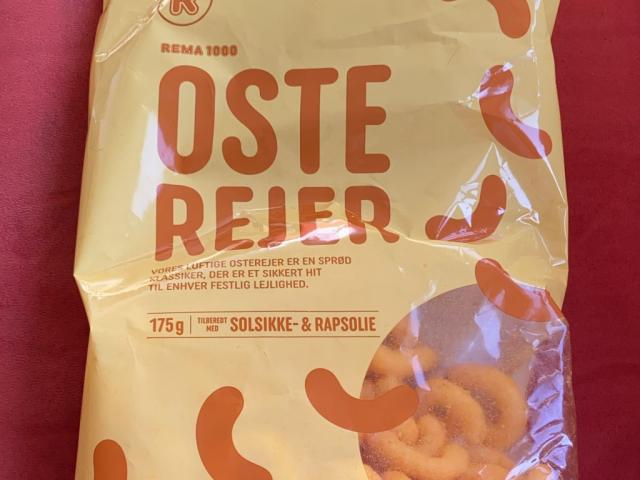 R
REMA 1000
OSTE
REJER
VORES LUFTIGE OSTEREJER ER EN SPRØD
KLASSIKER, DER ER ET SIKKERT HIT
TIL ENHVER FESTLIG LEJLIGHED.
175g | TILBEREDT MED SOLSIKKE- & RAPSOLIE